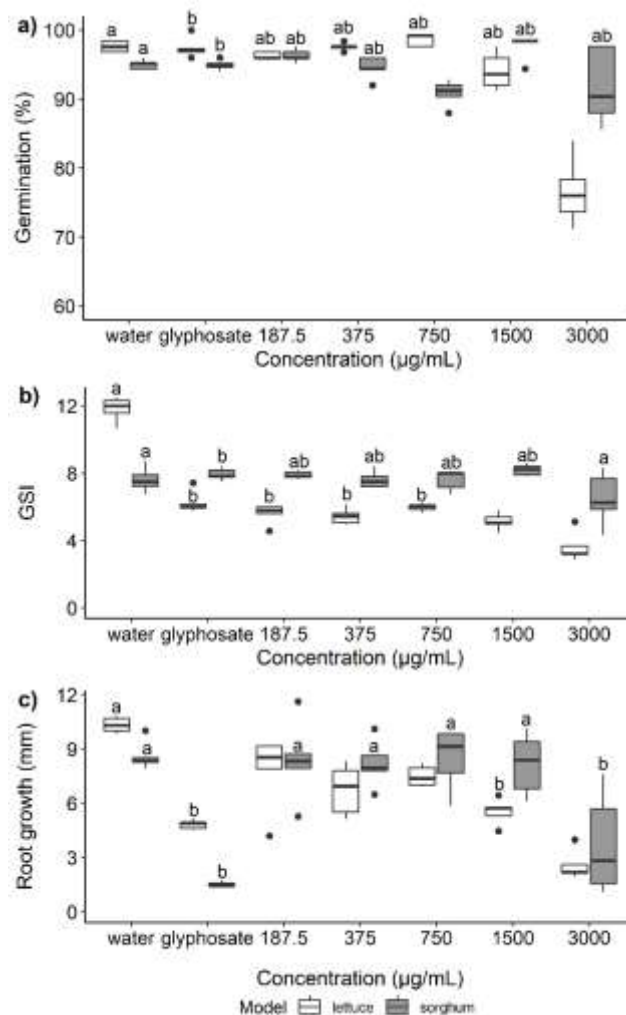 a)
a a b b ab ab ab ab ab ab ab
100
90
80
70
60
Germination (%)
water glyphosate 187.5 375 750 1500 3000
Concentration (µg/mL)
b)
a a b b b ab b ab b ab ab a
12
8
4
0
GSI
water glyphosate 187.5 375 750 1500 3000
Concentration (µg/mL)
c)
a a b b a a a b a b
12
9
6
3
0
Root growth (mm)
water glyphosate 187.5 375 750 1500 3000
Concentration (µg/mL)
Model lettuce sorghum